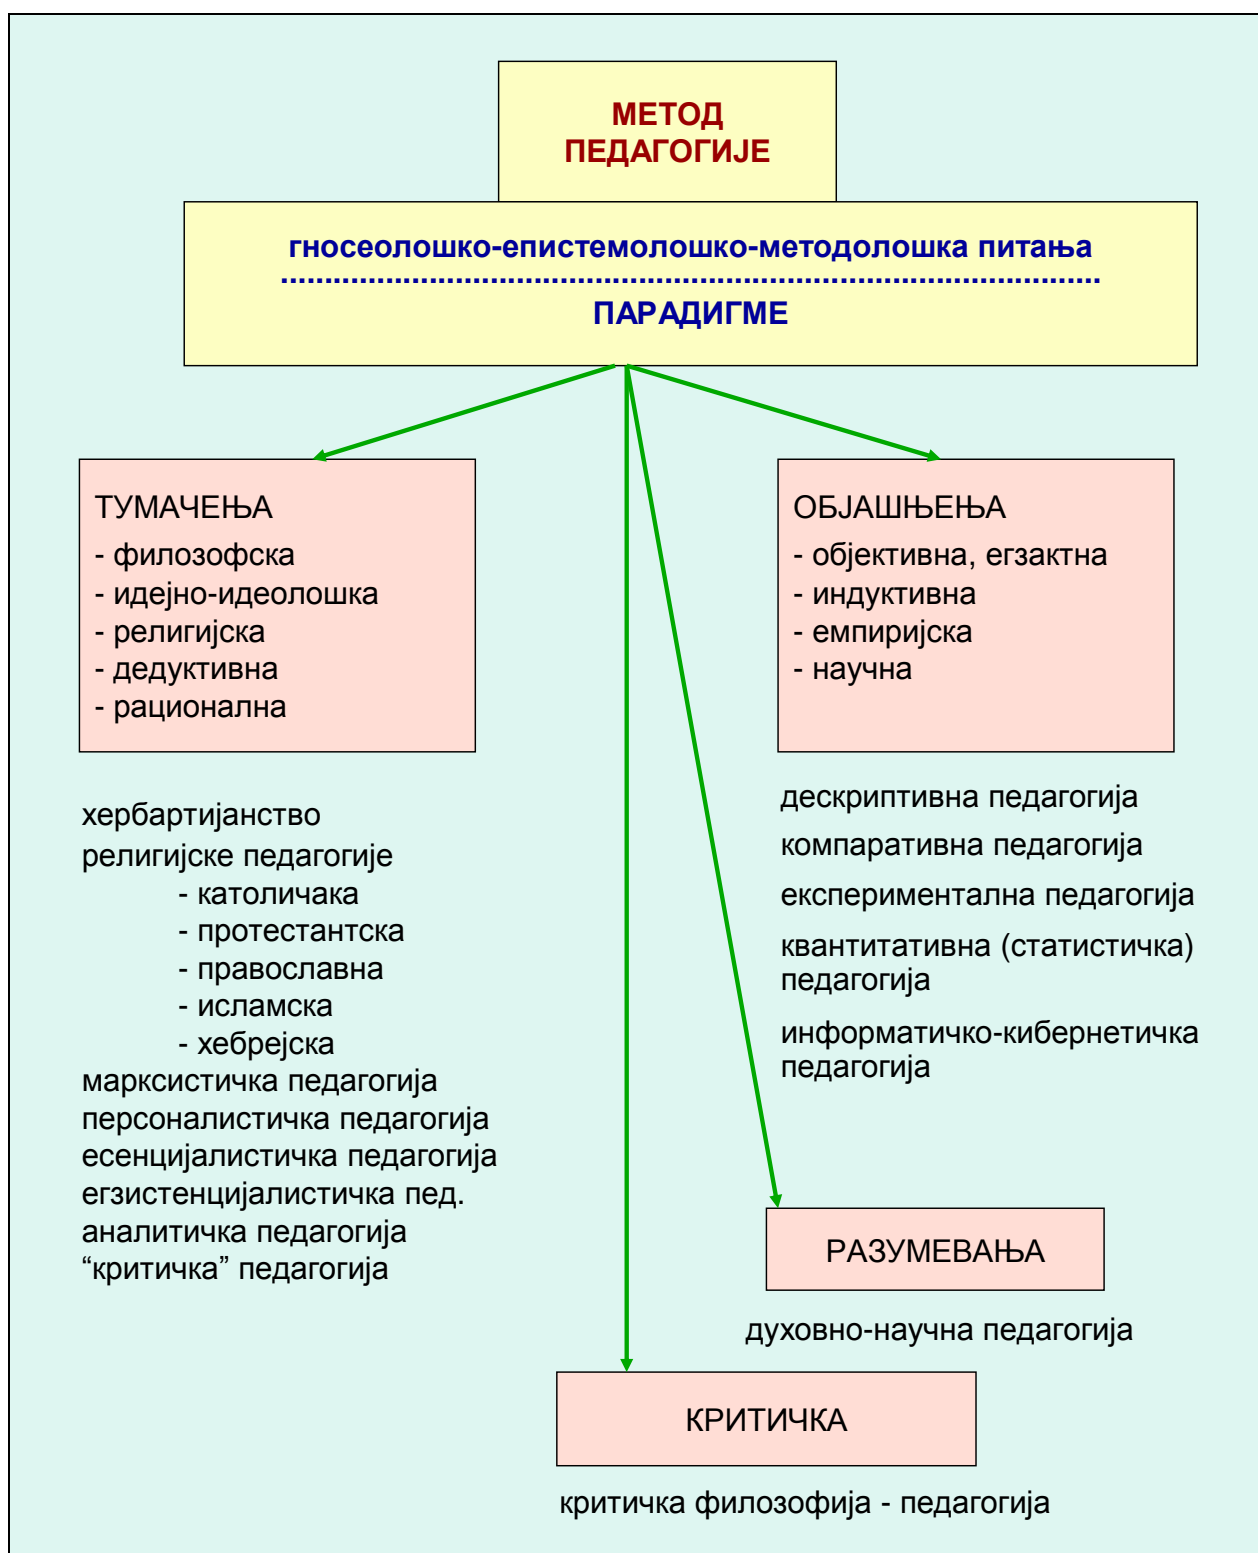 МЕТОД
ПЕДАГОГИЈЕ
гносеолошко-епистемолошко-методолошка питања
ПАРАДИГМЕ
ТУМАЧЕЊА
- филозофска
- идејно-идеолошка
- религијска
- дедуктивна
- рационална
хербартијанство
религијске педагогије
- католичака
- протестантска
- православна
- исламска
- хебрејска
марксистичка педагогија
персоналистичка педагогија
есенцијалистичка педагогија
егзистенцијалистичка пед.
аналитичка педагогија
“критичка” педагогија
ОБЈАШЊЕЊА
- објективна, егзактна
- индуктивна
- емпиријска
- научна
дескриптивна педагогија
компаративна педагогија
експериментална педагогија
квантитативна (статистичка)
педагогија
информатичко-кибернетичка
педагогија
РАЗУМЕВАЊА
духовно-научна педагогија
КРИТИЧКА
критичка филозофија - педагогија